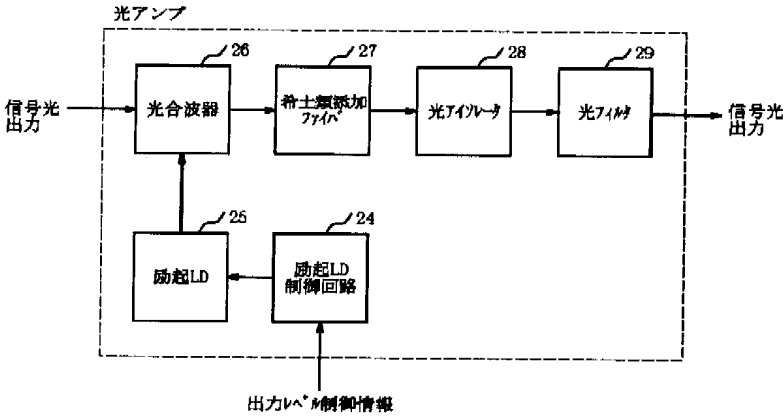 光アンプ
26
27
28
29
信号光
出力
光合波器
希土類添加
ファイバ
光アイソレータ
光フィルタ
信号光
出力
25
24
励起LD
励起LD
制御回路
出力レベル制御情報